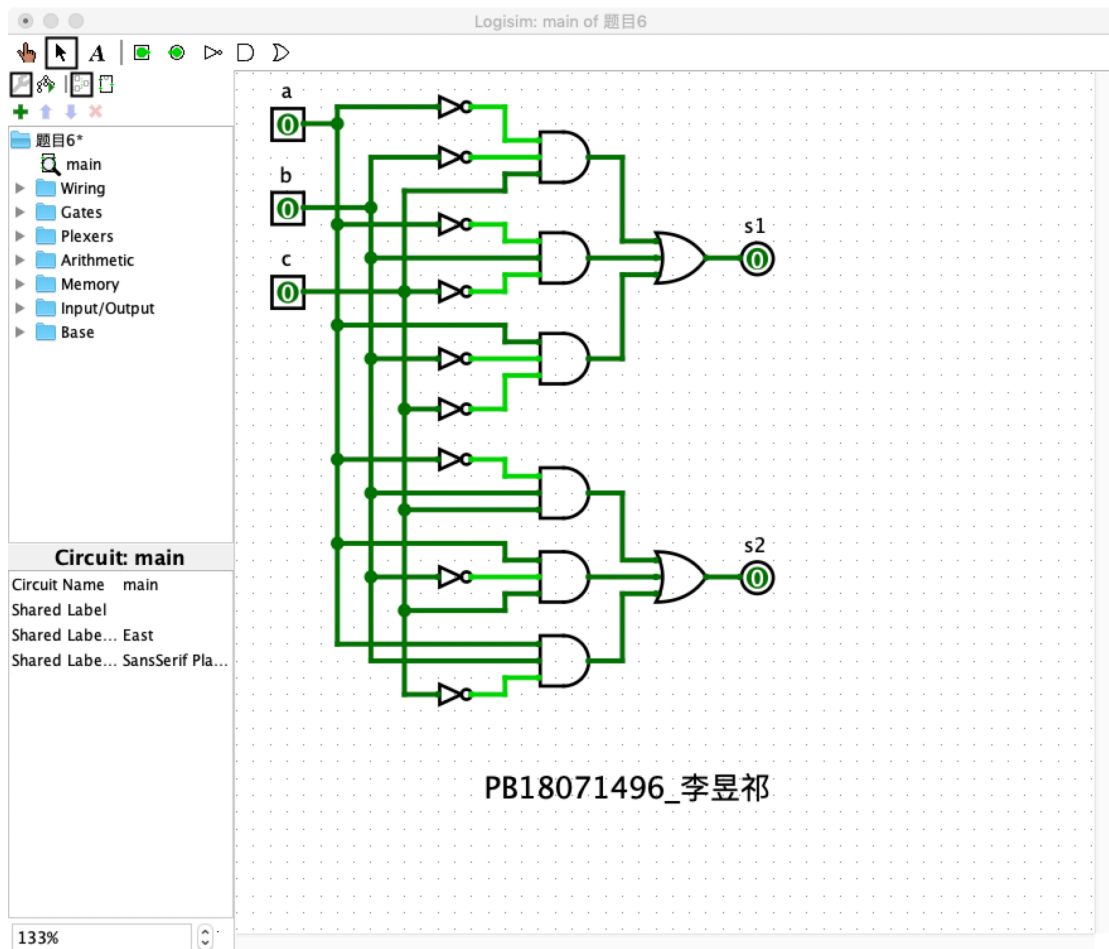 Logisim: main of 题目6
A
题目6*
main
Wiring
Gates
Plexers
Arithmetic
Memory
Input/Output
Base
Circuit: main
Circuit Name main
Shared Label
Shared Labe... East
Shared Labe... SansSerif Pla...
133%
a
0
b
0
c
0
s1
0
s2
0
PB18071496_李昱祁